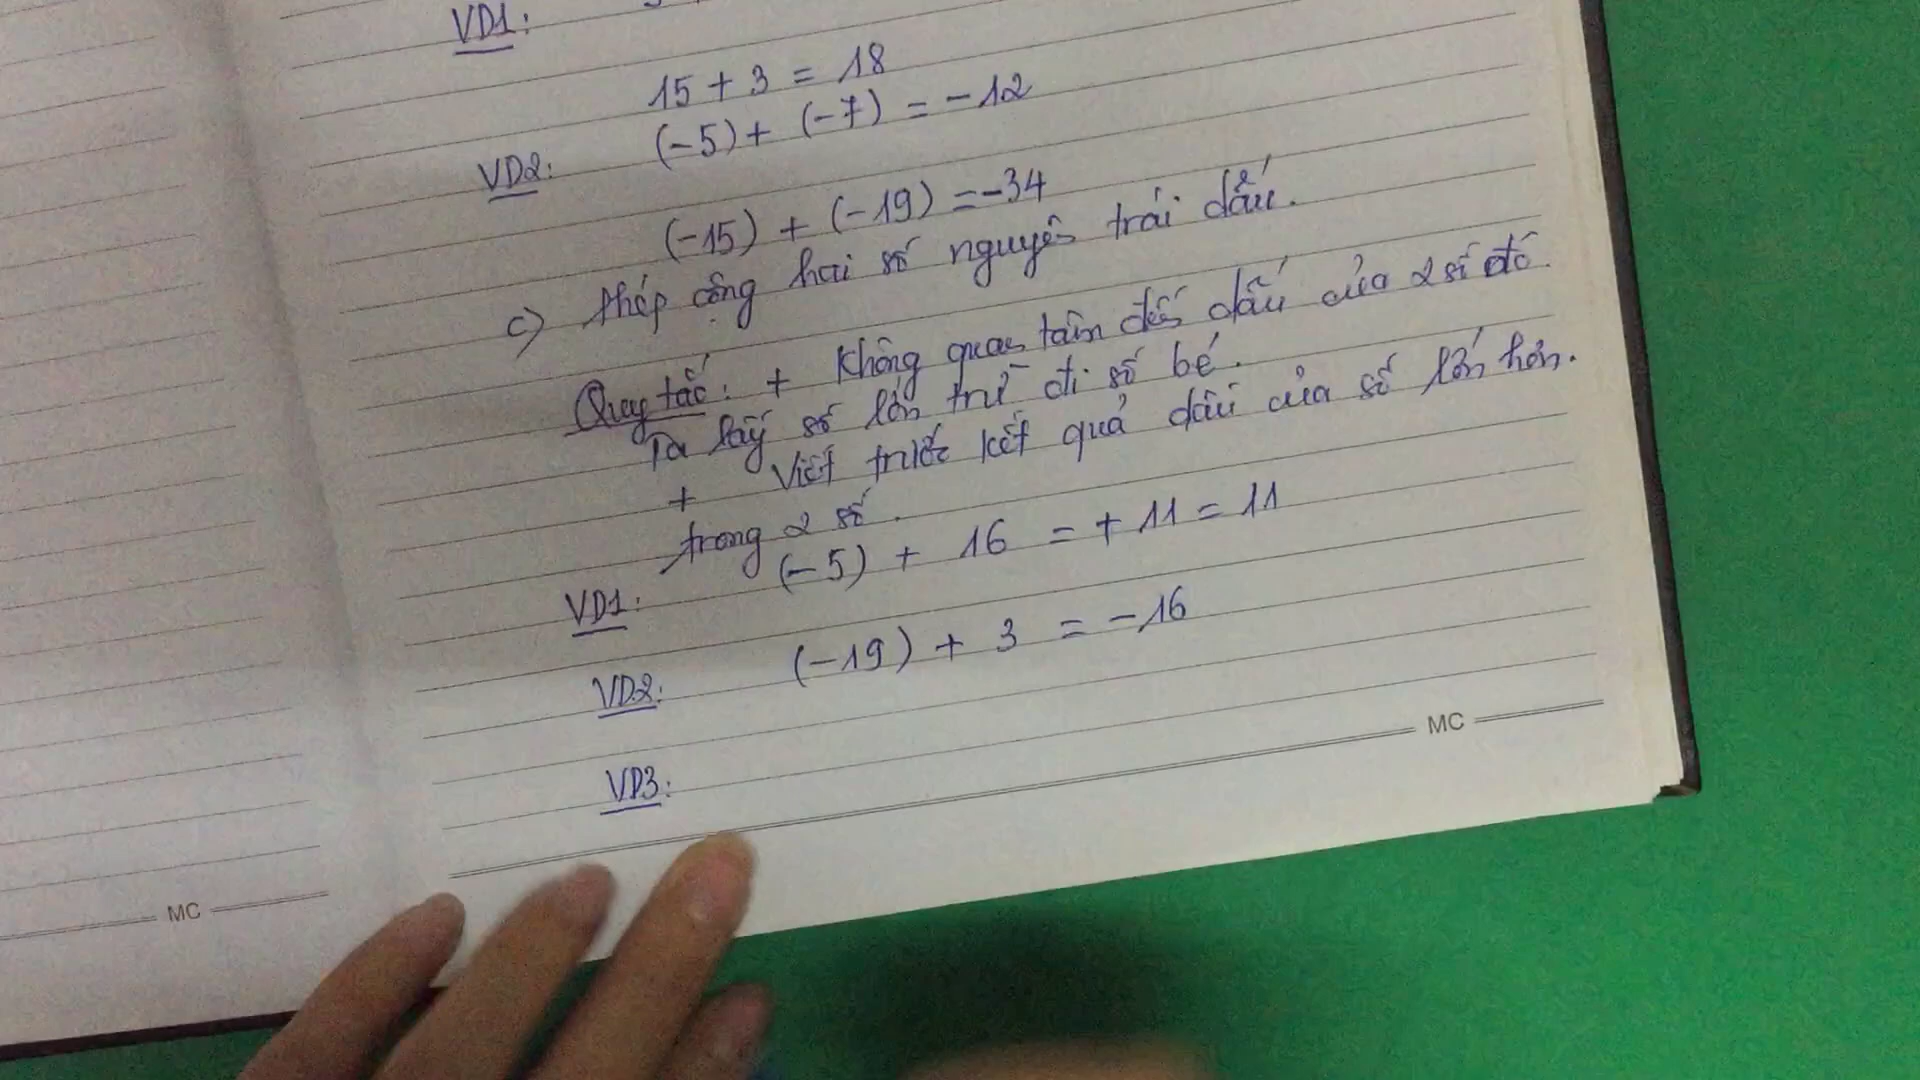 VD1:
15 + 3 = 18
(-5) + (-7) = -12
VD2:
(-15) + (-19) = -34
c) Phép cộng hai số nguyên trái dấu.
Quy tắc: + Không quan tâm đến dấu của 2 số đó.
Ta lấy số lớn trừ đi số bé.
+ Viết trước kết quả dấu của số lớn hơn.
trong 2 số.
VD1: (-5) + 16 = + 11 = 11
VD2: (-19) + 3 = -16
VD3:
MC
MC